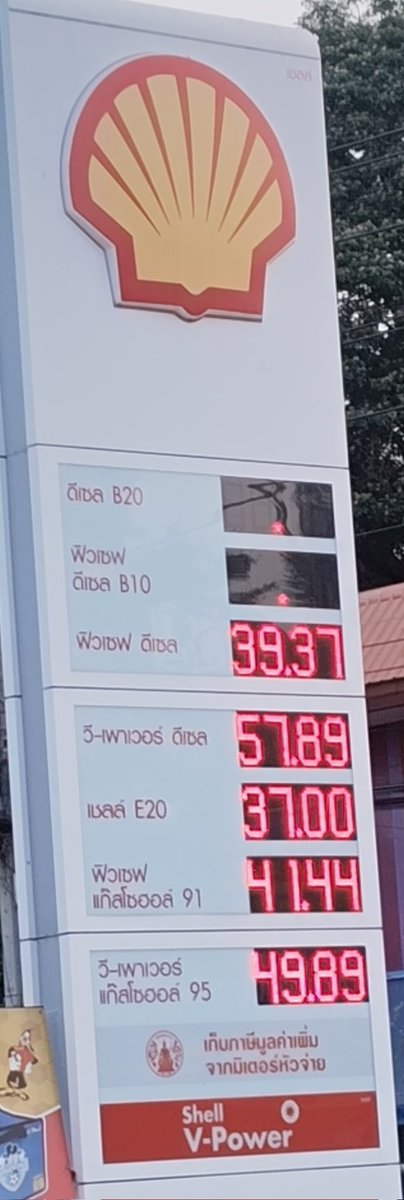 เชลล์
ดีเซล B20
ฟิวเซฟ
ดีเซล B10
ฟิวเซฟ ดีเซล 39.37
วี-เพาเวอร์ ดีเซล 57.89
เชลล์ E20 37.00
ฟิวเซฟ
แก๊สโซฮอล์ 91 41.44
วี-เพาเวอร์
แก๊สโซฮอล์ 95 49.89
เก็บภาษีมูลค่าเพิ่ม
จากมิเตอร์หัวจ่าย
Shell
V-Power